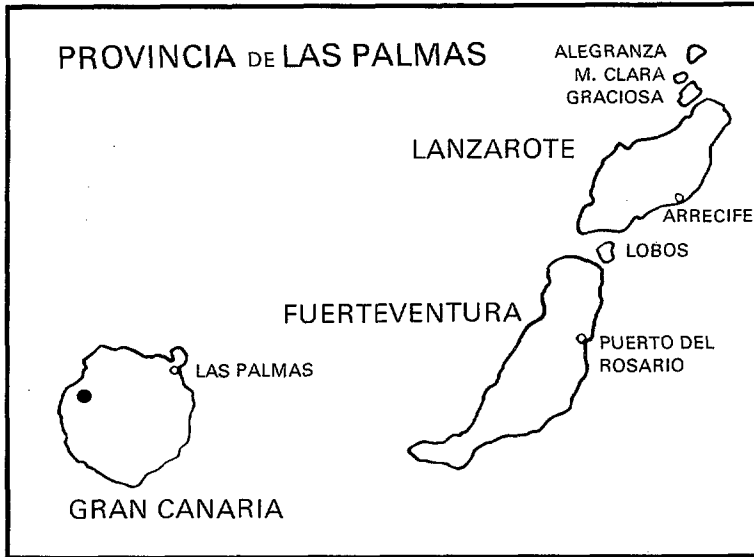 PROVINCIA DE LAS PALMAS
ALEGRANZA
M. CLARA
GRACIOSA
LANZAROTE
ARRECIFE
LOBOS
FUERTEVENTURA
PUERTO DEL
ROSARIO
LAS PALMAS
GRAN CANARIA